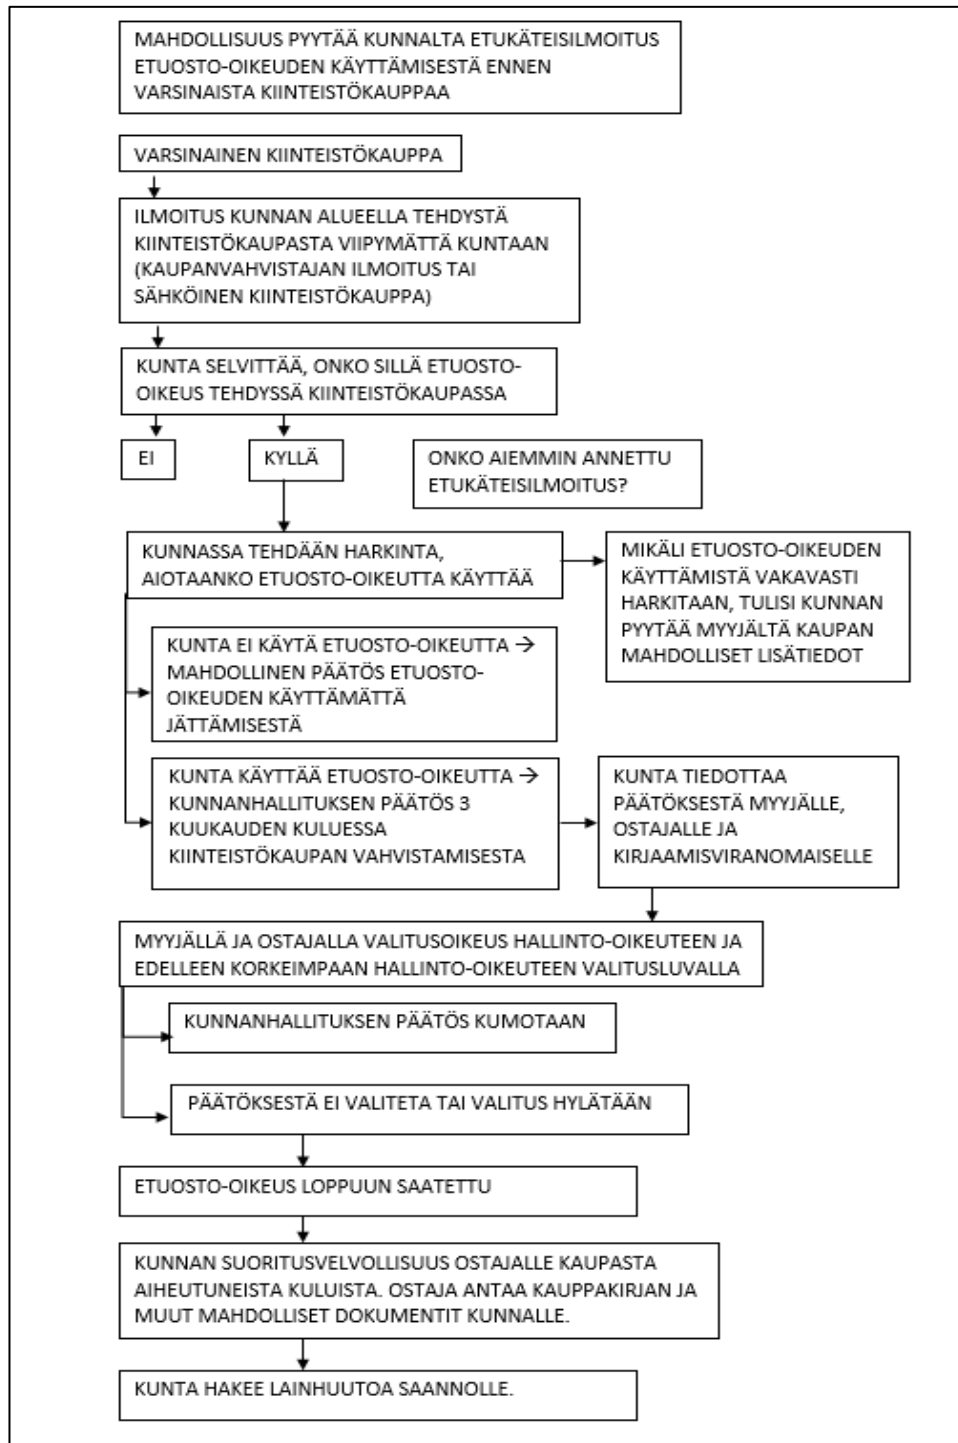 MAHDOLLISUUS PYYTÄÄ KUNNALTA ETUKÄTEISILMOITUS
ETUOSTO-OIKEUDEN KÄYTTÄMISESTÄ ENNEN
VARSINAISTA KIINTEISTÖKAUPPAA
VARSINAINEN KIINTEISTÖKAUPPA
ILMOITUS KUNNAN ALUEELLA TEHDYSTÄ
KIINTEISTÖKAUPASTA VIIPYMÄTTÄ KUNTAAN
(KAUPANVAHVISTAJAN ILMOITUS TAI
SÄHKÖINEN KIINTEISTÖKAUPPA)
KUNTA SELVITTÄÄ, ONKO SILLÄ ETUOSTO-
OIKEUS TEHDYSSÄ KIINTEISTÖKAUPASSA
EI
KYLLÄ
ONKO AIEMMIN ANNETTU
ETUKÄTEISILMOITUS?
KUNNASSA TEHDÄÄN HARKINTA,
AIOTAANKO ETUOSTO-OIKEUTTA KÄYTTÄÄ
MIKÄLI ETUOSTO-OIKEUDEN
KÄYTTÄMISTÄ VAKAVASTI
HARKITAAN, TULISI KUNNAN
PYYTÄÄ MYYJÄLTÄ KAUPAN
MAHDOLLISET LISÄTIEDOT
KUNTA EI KÄYTÄ ETUOSTO-OIKEUTTA →
MAHDOLLINEN PÄÄTÖS ETUOSTO-
OIKEUDEN KÄYTTÄMÄTTÄ
JÄTTÄMISESTÄ
KUNTA KÄYTTÄÄ ETUOSTO-OIKEUTTA →
KUNNANHALLITUKSEN PÄÄTÖS 3
KUUKAUDEN KULUESSA
KIINTEISTÖKAUPAN VAHVISTAMISESTA
KUNTA TIEDOTTAA
PÄÄTÖKSESTÄ MYYJÄLLE,
OSTAJALLE JA
KIRJAAMISVIRANOMAISELLE
MYYJÄLLÄ JA OSTAJALLA VALITUSOIKEUS HALLINTO-OIKEUTEEN JA
EDELLEEN KORKEIMPAAN HALLINTO-OIKEUTEEN VALITUSLUVALLA
KUNNANHALLITUKSEN PÄÄTÖS KUMOTAAN
PÄÄTÖKSESTÄ EI VALITETA TAI VALITUS HYLÄTÄÄN
ETUOSTO-OIKEUS LOPPUUN SAATETTU
KUNNAN SUORITUSVELVOLLISUUS OSTAJALLE KAUPASTA
AIHEUTUNEISTA KULUISTA. OSTAJA ANTAA KAUPPAKIRJAN JA
MUUT MAHDOLLISET DOKUMENTIT KUNNALLE.
KUNTA HAKEE LAINHUUTOA SAANNOLLE.